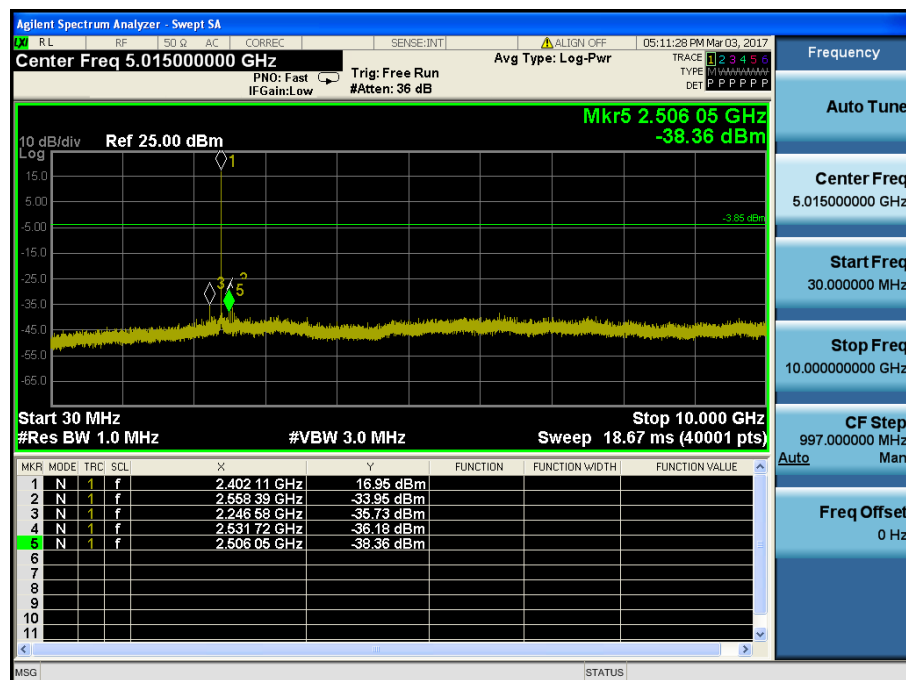 Agilent Spectrum Analyzer - Swept SA
LXI RL RF 50 Ω AC CORREC SENSE:INT ALIGN OFF 05:11:28 PM Mar 03, 2017
Center Freq 5.015000000 GHz
PNO: Fast
IFGain:Low
Trig: Free Run
#Atten: 36 dB
Avg Type: Log-Pwr
TRACE 1 2 3 4 5 6
TYPE M WWWWW
DET P P P P P P
Mkr5 2.506 05 GHz
-38.36 dBm
10 dB/div Ref 25.00 dBm
Log
1
15.0
5.00
-3.85 dBm
-5.00
-15.0
-25.0
3
5
-35.0
-45.0
-55.0
-65.0
Start 30 MHz Stop 10.000 GHz
#Res BW 1.0 MHz #VBW 3.0 MHz Sweep 18.67 ms (40001 pts)
MKR MODE TRC SCL X Y FUNCTION FUNCTION WIDTH FUNCTION VALUE
1 N 1 f 2.402 11 GHz 16.95 dBm
2 N 1 f 2.558 39 GHz -33.95 dBm
3 N 1 f 2.246 58 GHz -35.73 dBm
4 N 1 f 2.531 72 GHz -36.18 dBm
5 N 1 f 2.506 05 GHz -38.36 dBm
6
7
8
9
10
11
MSG STATUS
Frequency
Auto Tune
Center Freq
5.015000000 GHz
Start Freq
30.000000 MHz
Stop Freq
10.000000000 GHz
CF Step
997.000000 MHz
Auto Man
Freq Offset
0 Hz